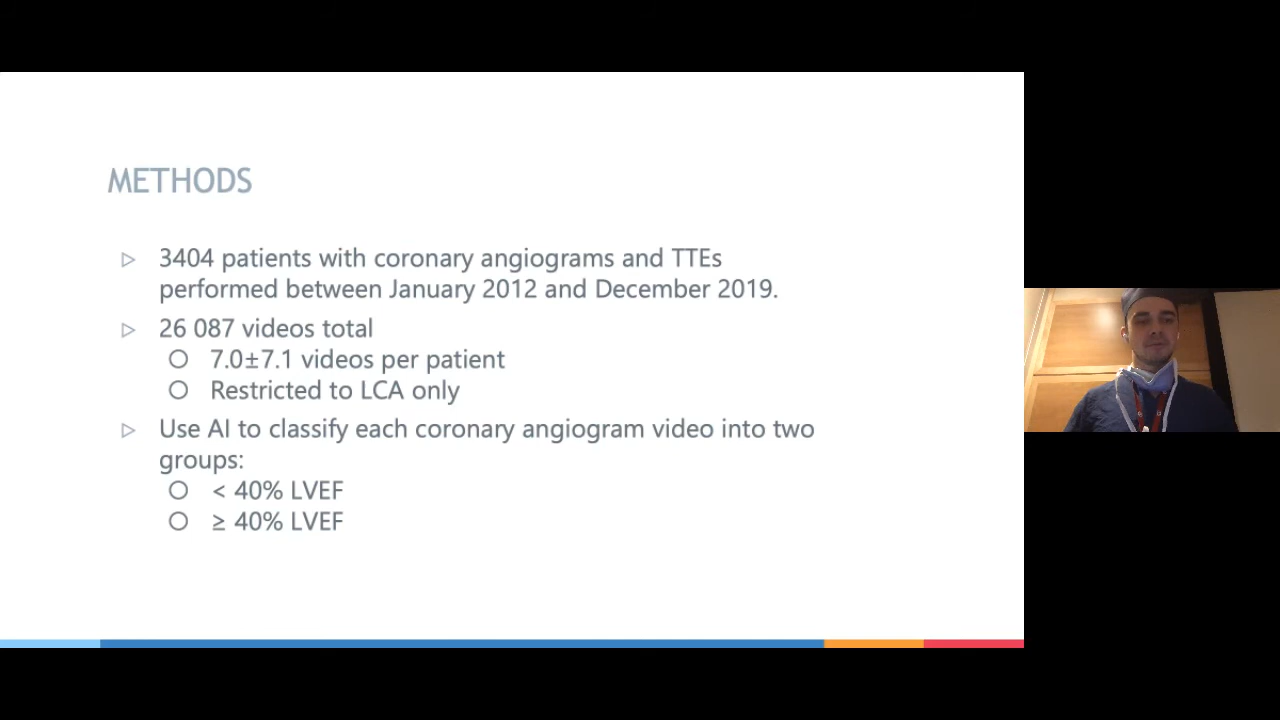 METHODS
3404 patients with coronary angiograms and TTEs
performed between January 2012 and December 2019.
26 087 videos total
7.0±7.1 videos per patient
Restricted to LCA only
Use AI to classify each coronary angiogram video into two
groups:
< 40% LVEF
≥ 40% LVEF